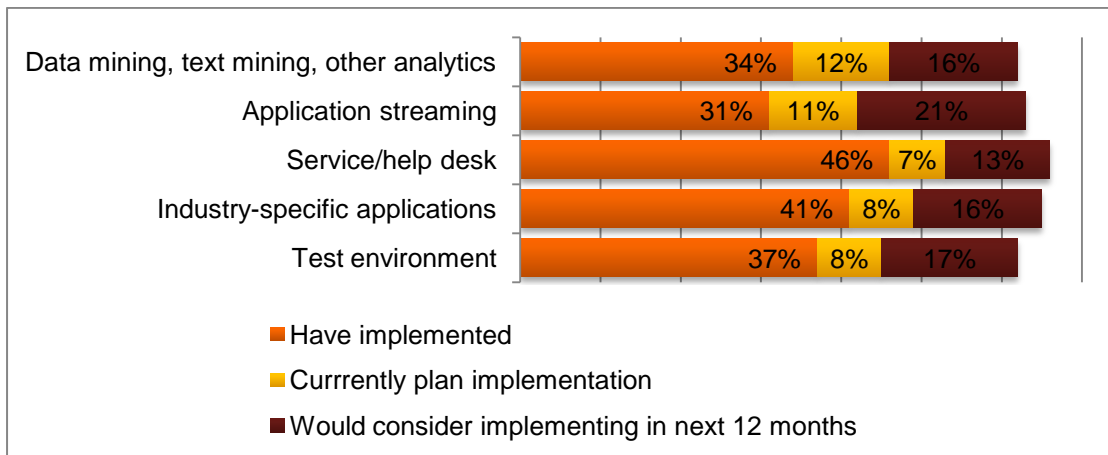 Data mining, text mining, other analytics 34% 12% 16%
Application streaming 31% 11% 21%
Service/help desk 46% 7% 13%
Industry-specific applications 41% 8% 16%
Test environment 37% 8% 17%
Have implemented
Currrently plan implementation
Would consider implementing in next 12 months